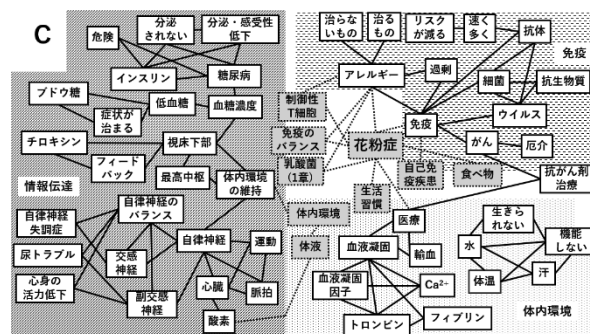 C
危険
分泌
されない
分泌・感受性
低下
インスリン
糖尿病
ブドウ糖
低血糖
血糖濃度
症状が
治まる
チロキシン
視床下部
フィード
バック
最高中枢
体内環境
の維持
情報伝達
自律神経の
バランス
自律神経
失調症
尿トラブル
交感
神経
自律神経
運動
心身の
活力低下
副交感
神経
心臓
脈拍
酸素
治らな
いもの
治る
もの
リスク
が減る
速く
多く
抗体
免疫
アレルギー
過剰
細菌
抗生物質
制御性
T細胞
免疫
ウイルス
免疫の
バランス
花粉症
がん
厄介
乳酸菌
(1章)
自己免
疫疾患
食べ物
抗がん剤
治療
生活
習慣
体内環境
体液
医療
血液凝固
輸血
血液凝固
因子
Ca²⁺
トロンビン
フィブリン
生きら
れない
機能
しない
水
体温
汗
体内環境